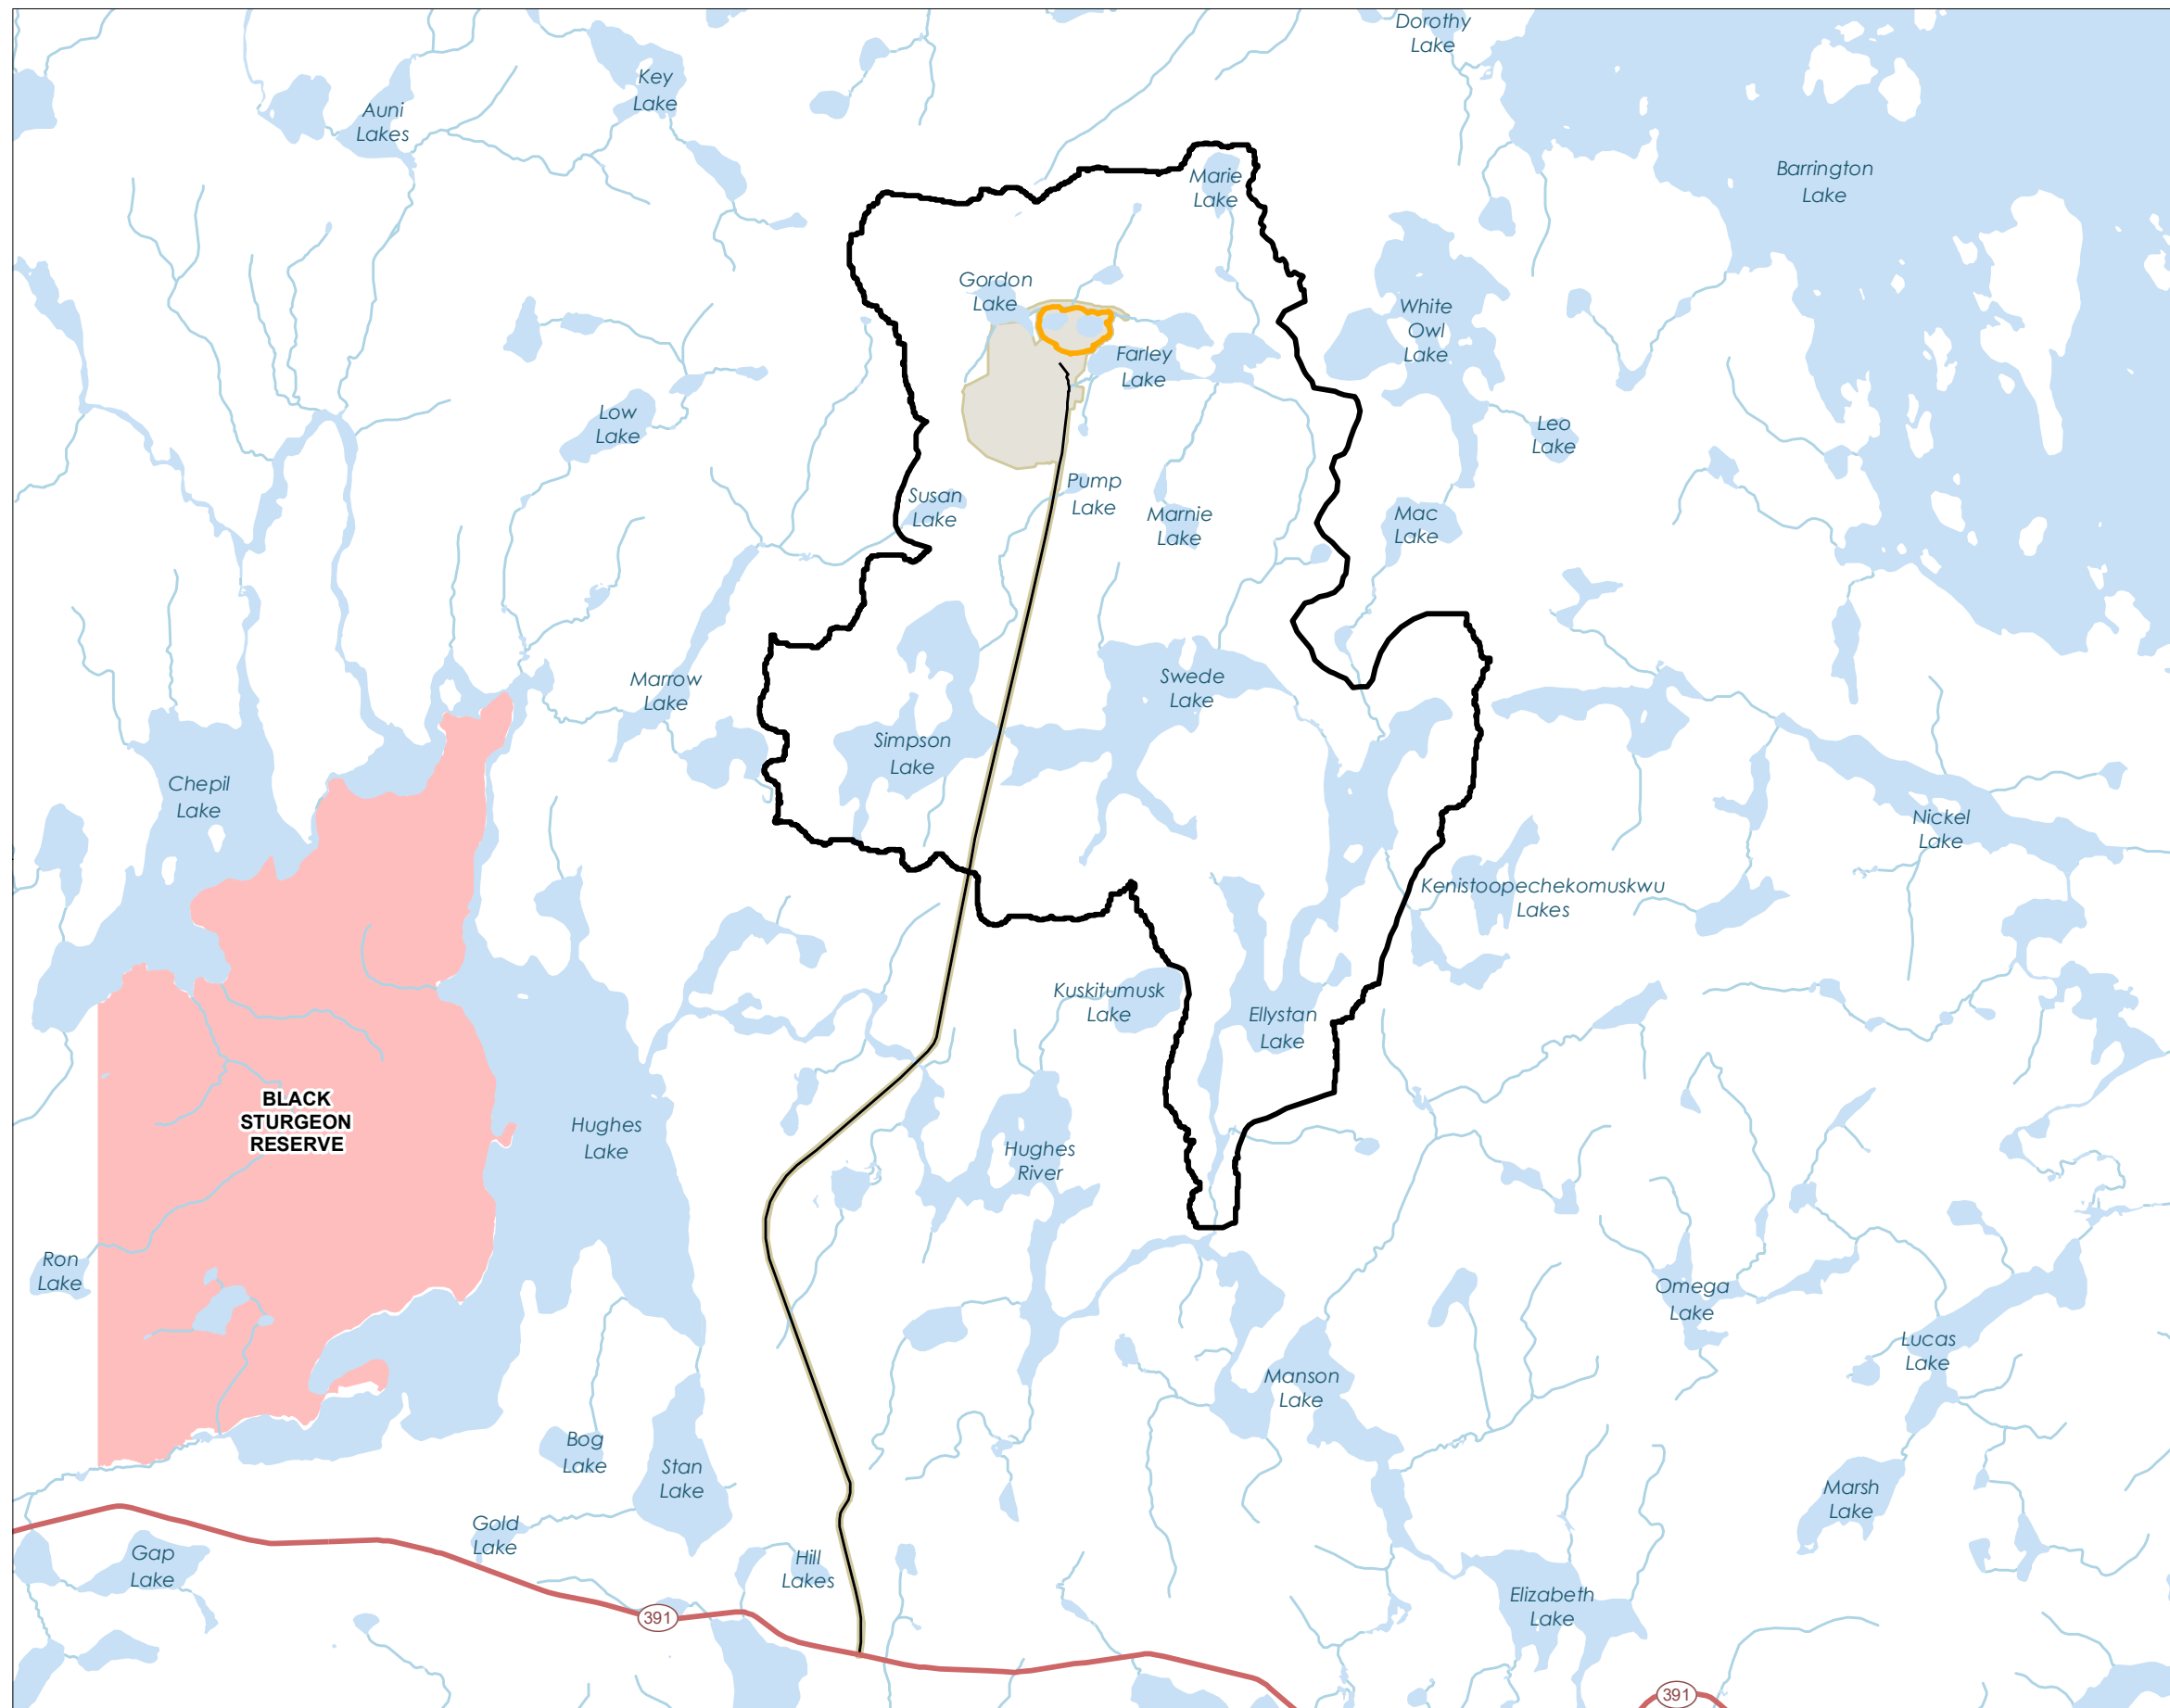 Dorothy
Lake
Key
Lake
Auni
Lakes
Barrington
Lake
Marie
Lake
Gordon
Lake
White
Owl
Lake
Farley
Lake
Low
Lake
Leo
Lake
Susan
Lake
Pump
Lake
Marnie
Lake
Mac
Lake
Marrow
Lake
Swede
Lake
Simpson
Lake
Chepil
Lake
Nickel
Lake
Kenistoopechekomuskwu
Lakes
Kuskitumusk
Lake
Ellystan
Lake
BLACK
STURGEON
RESERVE
Hughes
Lake
Hughes
River
Ron
Lake
Omega
Lake
Lucas
Lake
Manson
Lake
Bog
Lake
Stan
Lake
Marsh
Lake
Gold
Lake
Gap
Lake
Hill
Lakes
Elizabeth
Lake
391
391